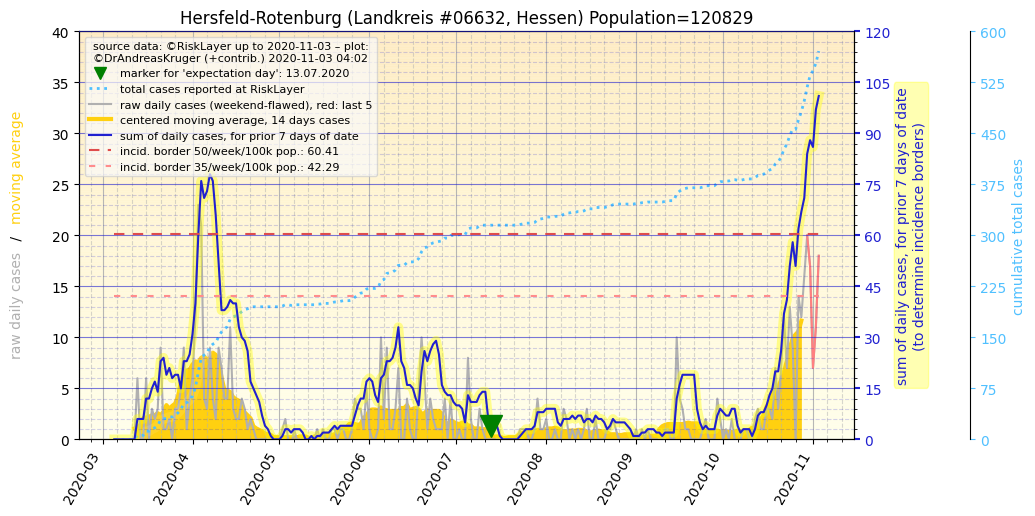 Hersfeld-Rotenburg (Landkreis #06632, Hessen) Population=120829
source data: ©RiskLayer up to 2020-11-03 – plot:
©DrAndreasKruger (+contrib.) 2020-11-03 04:02
marker for 'expectation day': 13.07.2020
total cases reported at RiskLayer
raw daily cases (weekend-flawed), red: last 5
centered moving average, 14 days cases
sum of daily cases, for prior 7 days of date
incid. border 50/week/100k pop.: 60.41
incid. border 35/week/100k pop.: 42.29
raw daily cases / moving average
40
35
30
25
20
15
10
5
0
120
105
90
75
60
45
30
15
0
sum of daily cases, for prior 7 days of date
(to determine incidence borders)
600
525
450
375
300
225
150
75
0
cumulative total cases
2020-03
2020-04
2020-05
2020-06
2020-07
2020-08
2020-09
2020-10
2020-11